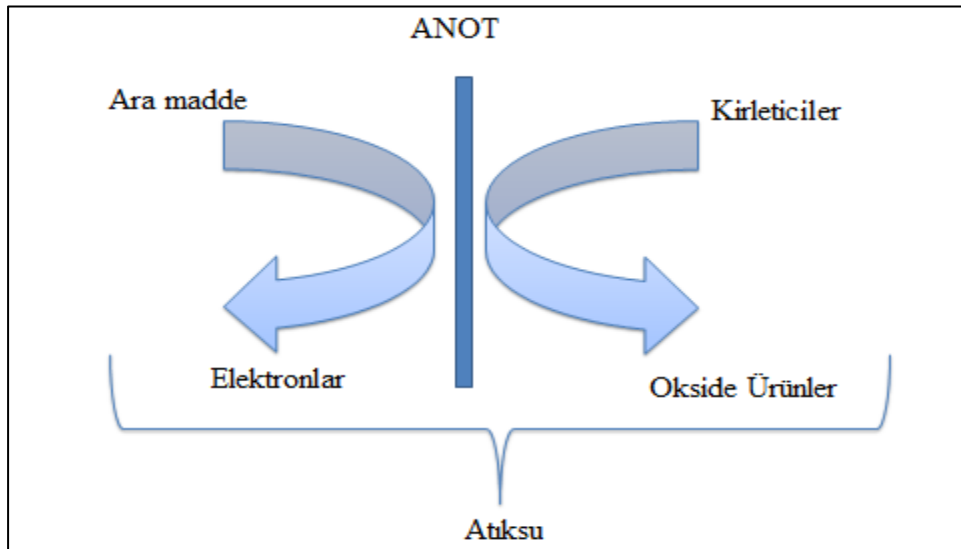 ANOT
Ara madde
Kirleticiler
Elektronlar
Okside Ürünler
Atıksu